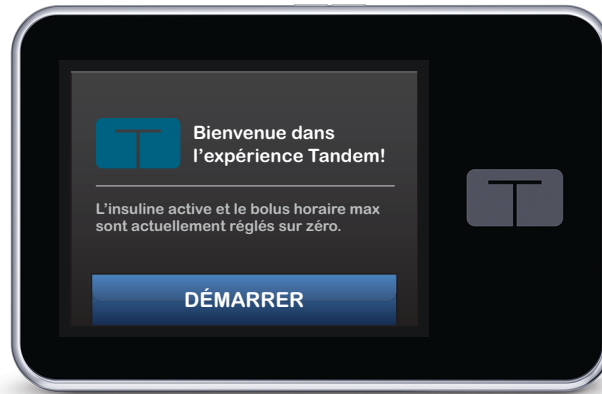 Bienvenue dans
l’expérience Tandem!
L’insuline active et le bolus horaire max
sont actuellement réglés sur zéro.
DÉMARRER